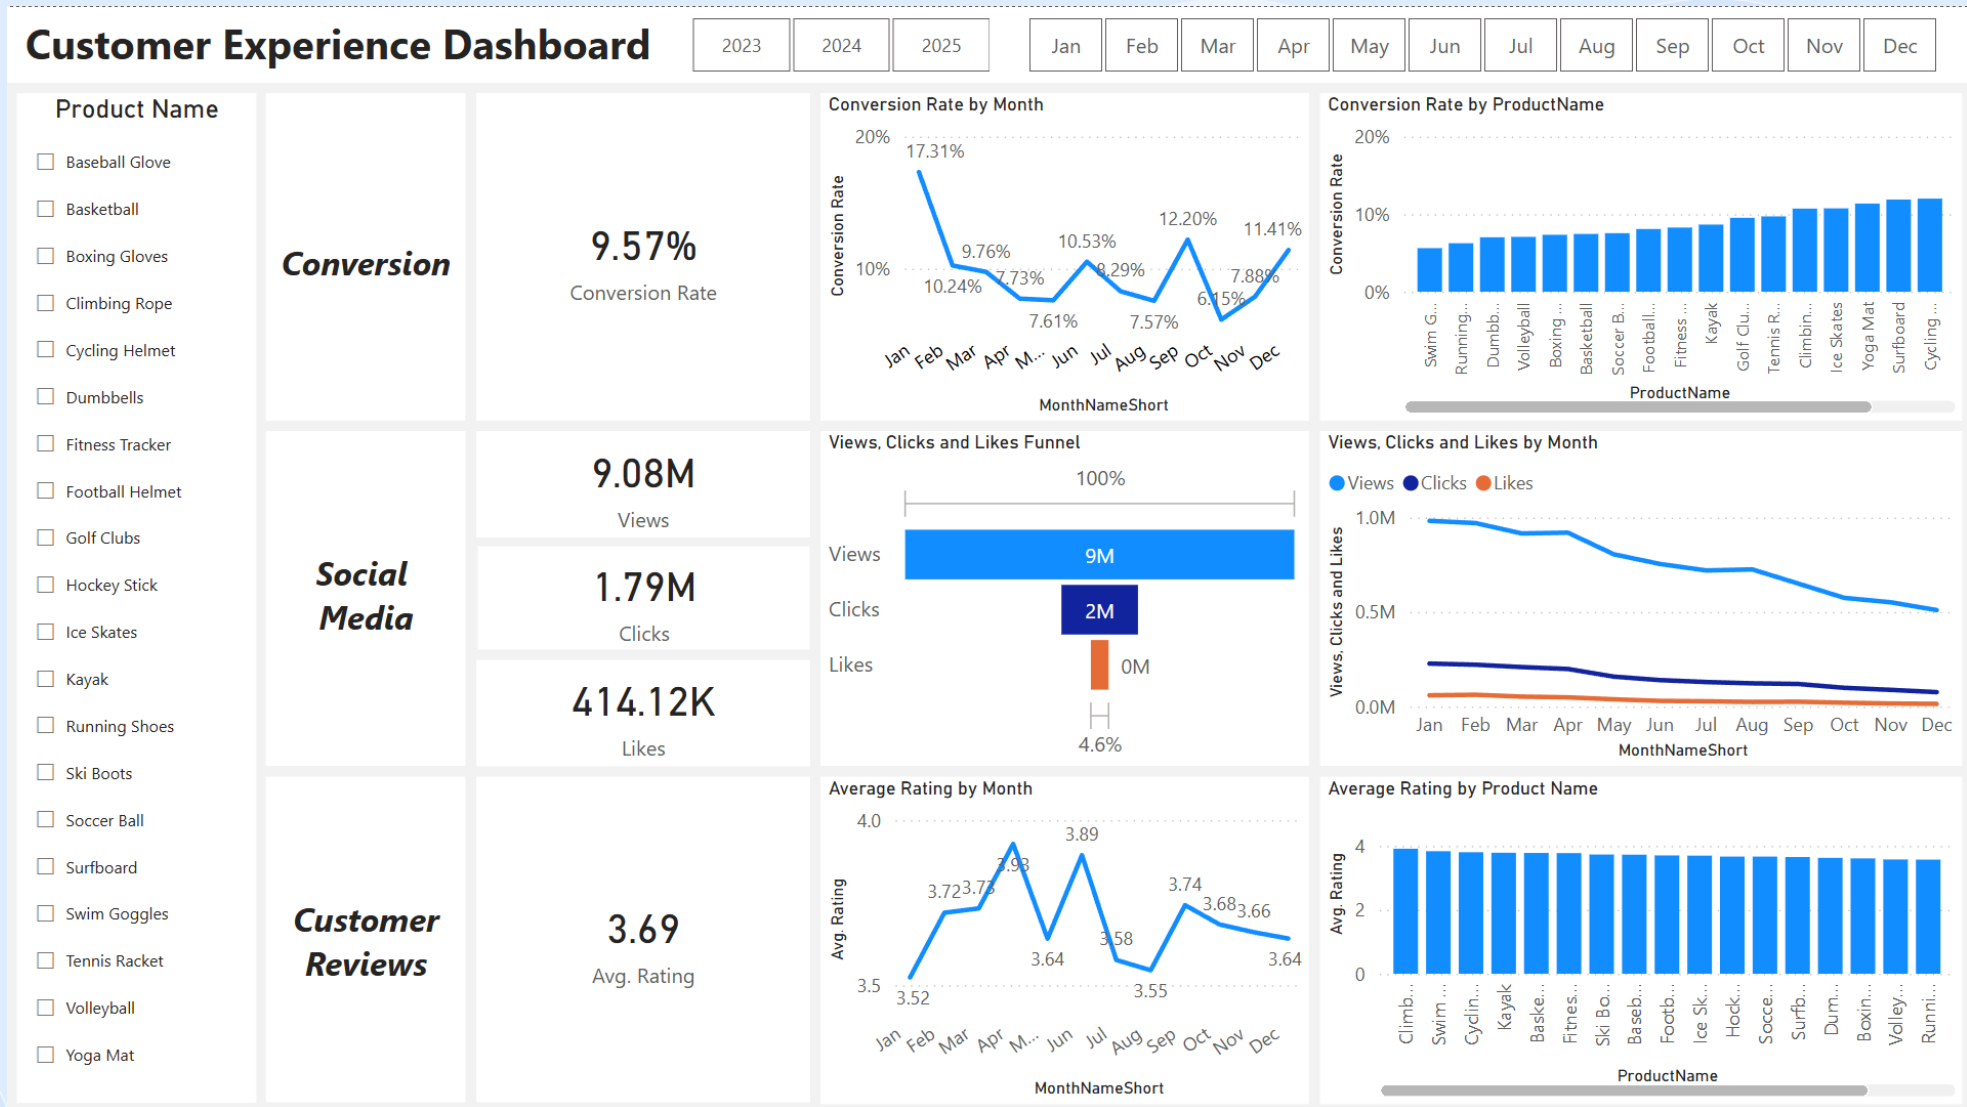 Customer Experience Dashboard
2023 2024 2025
Jan Feb Mar Apr May Jun Jul Aug Sep Oct Nov Dec
Product Name
Baseball Glove
Basketball
Boxing Gloves
Climbing Rope
Cycling Helmet
Dumbbells
Fitness Tracker
Football Helmet
Golf Clubs
Hockey Stick
Ice Skates
Kayak
Running Shoes
Ski Boots
Soccer Ball
Surfboard
Swim Goggles
Tennis Racket
Volleyball
Yoga Mat
Conversion
9.57%
Conversion Rate
Conversion Rate by Month
Conversion Rate
20%
10%
17.31%
10.24%
9.76%
7.73%
7.61%
10.53%
8.29%
7.57%
12.20%
6.15%
7.88%
11.41%
Jan Feb Mar Apr M... Jun Jul Aug Sep Oct Nov Dec
MonthNameShort
Conversion Rate by ProductName
Conversion Rate
20%
10%
0%
Swim G...
Running...
Dumbb...
Volleyball
Boxing ...
Basketball
Soccer B...
Football...
Fitness ...
Kayak
Golf Clu...
Tennis R...
Climbin...
Ice Skates
Yoga Mat
Surfboard
Cycling ...
ProductName
Social
Media
9.08M
Views
1.79M
Clicks
414.12K
Likes
Views, Clicks and Likes Funnel
100%
Views 9M
Clicks 2M
Likes 0M
4.6%
Views, Clicks and Likes by Month
Views Clicks Likes
Views, Clicks and Likes
1.0M
0.5M
0.0M
Jan Feb Mar Apr May Jun Jul Aug Sep Oct Nov Dec
MonthNameShort
Customer
Reviews
3.69
Avg. Rating
Average Rating by Month
Avg. Rating
4.0
3.5
3.52
3.72
3.73
3.93
3.64
3.89
3.58
3.55
3.74
3.68
3.66
3.64
Jan Feb Mar Apr M... Jun Jul Aug Sep Oct Nov Dec
MonthNameShort
Average Rating by Product Name
Avg. Rating
4
2
0
Climb...
Swim ...
Cyclin...
Kayak
Baske...
Fitnes...
Ski Bo...
Baseb...
Footb...
Ice Sk...
Hock...
Socce...
Surfb...
Dum...
Boxin...
Volley...
Runni...
ProductName